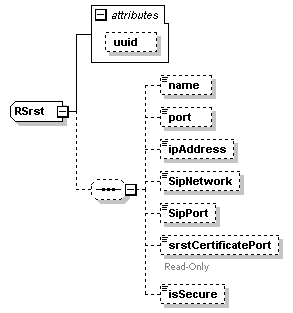 attributes
uuid
RSrst
name
port
ipAddress
SipNetwork
SipPort
srstCertificatePort
Read-Only
isSecure